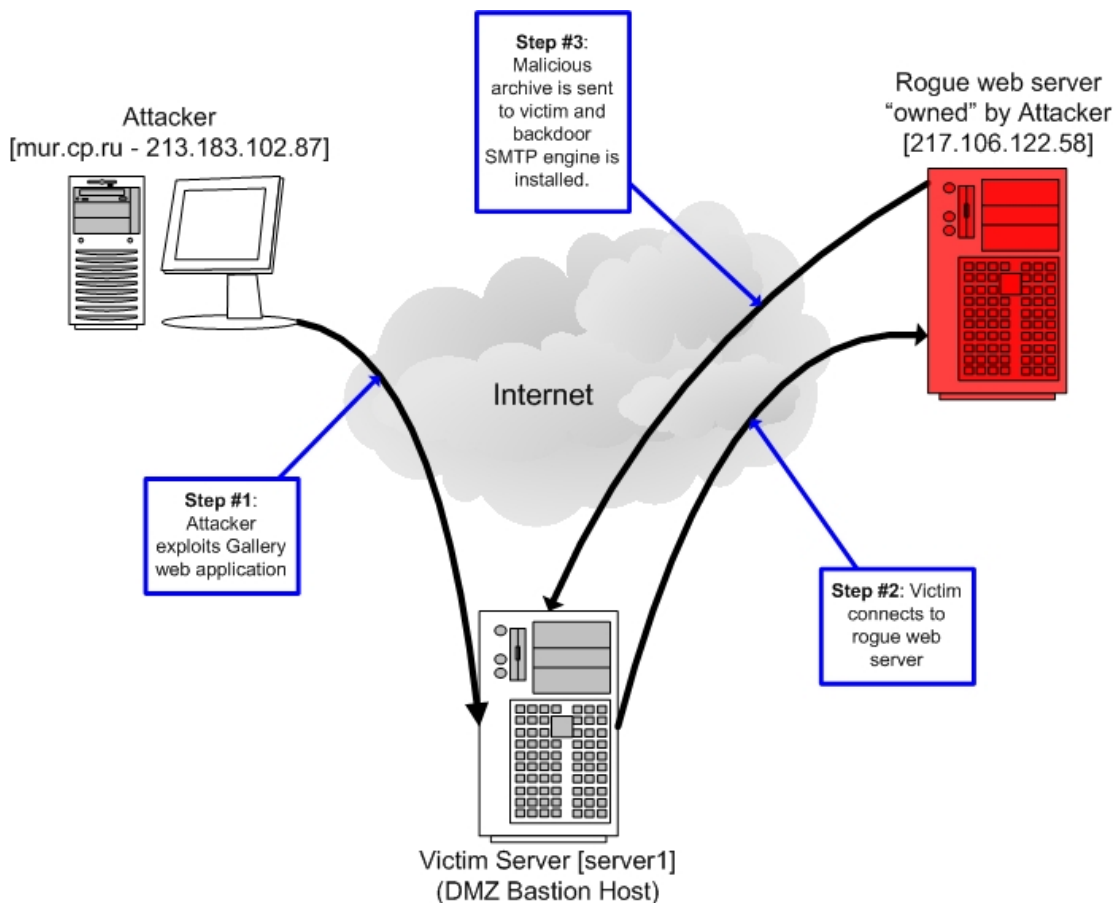 Attacker
[mur.cp.ru - 213.183.102.87]
Step #3:
Malicious
archive is sent
to victim and
backdoor
SMTP engine is
installed.
Rogue web server
“owned” by Attacker
[217.106.122.58]
Internet
Step #1:
Attacker
exploits Gallery
web application
Step #2: Victim
connects to
rogue web
server
Victim Server [server1]
(DMZ Bastion Host)